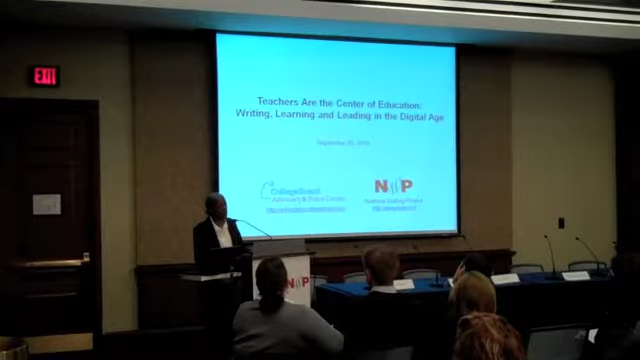 EXIT
Teachers Are the Center of Education:
Writing, Learning and Leading in the Digital Age
CollegeBoard
Advocacy & Policy Center
NWP
National Writing Project
NWP